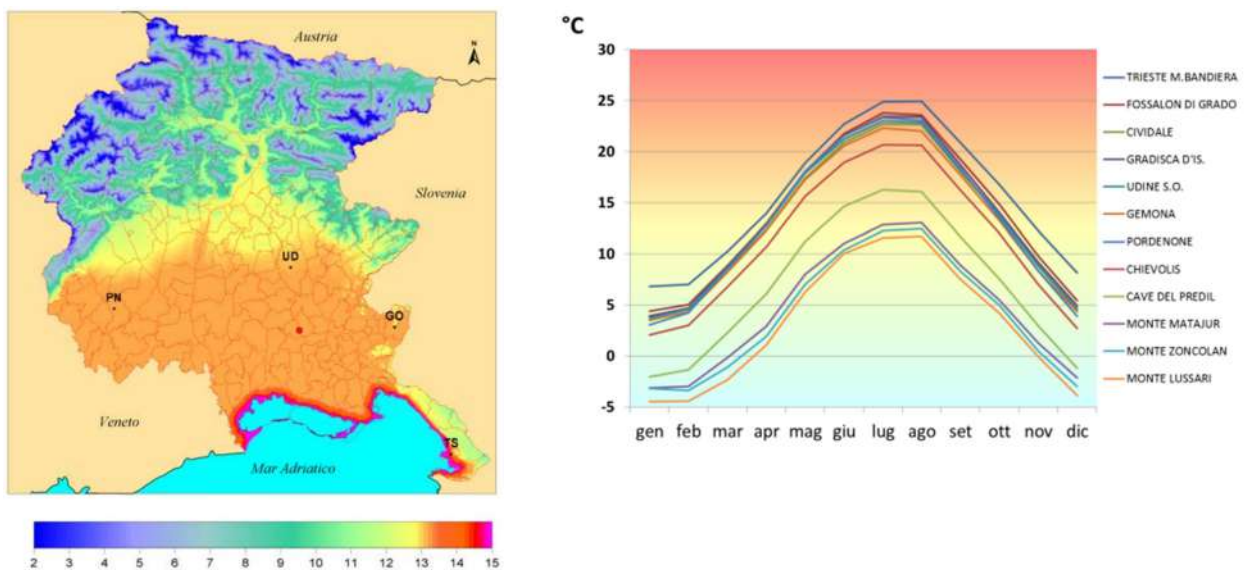 Austria
N
Slovenia
UD
PN
GO
Veneto
TS
Mar Adriatico
2 3 4 5 6 7 8 9 10 11 12 13 14 15
°C
30
25
20
15
10
5
0
-5
gen feb mar apr mag giu lug ago set ott nov dic
TRIESTE M.BANDIERA
FOSSALON DI GRADO
CIVIDALE
GRADISCA D'IS.
UDINE S.O.
GEMONA
PORDENONE
CHIEVOLIS
CAVE DEL PREDIL
MONTE MATAJUR
MONTE ZONCOLAN
MONTE LUSSARI